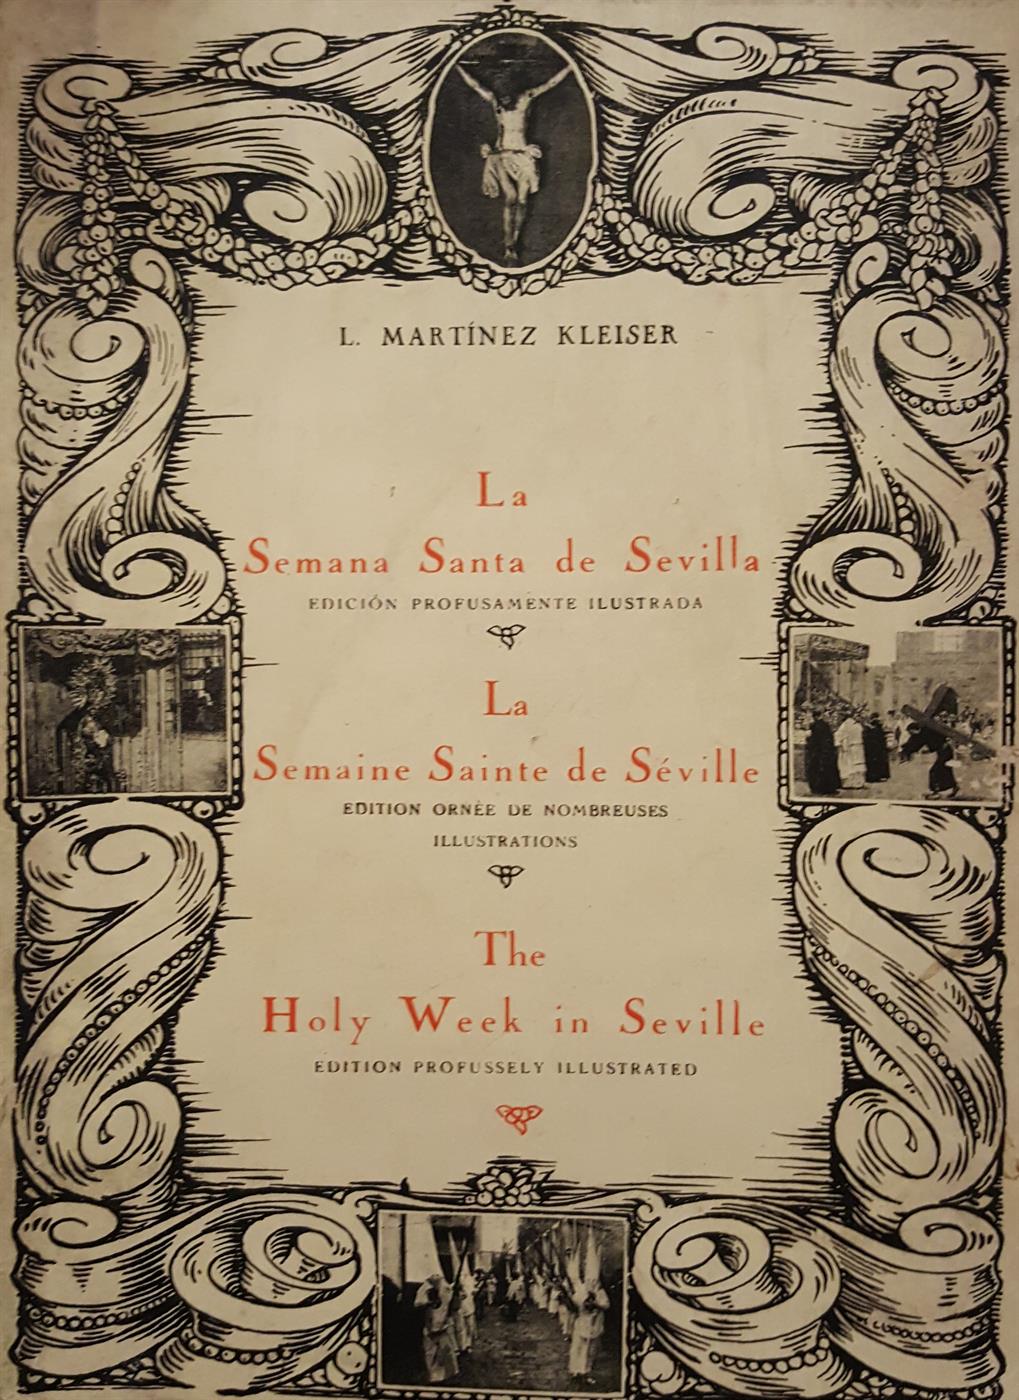 L. MARTÍNEZ KLEISER
La
Semana Santa de Sevilla
EDICIÓN PROFUSAMENTE ILUSTRADA
La
Semaine Sainte de Séville
EDITION ORNÈE DE NOMBREUSES
ILLUSTRATIONS
The
Holy Week in Seville
EDITION PROFUSSELY ILLUSTRATED